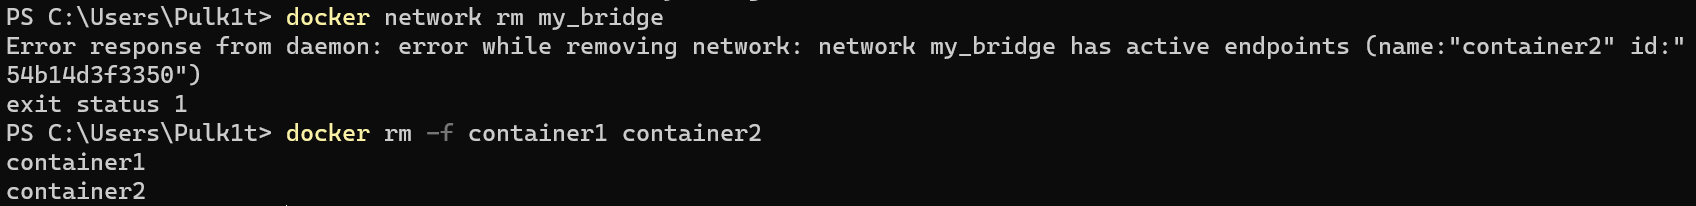 PS C:\Users\Pulk1t> docker network rm my_bridge
Error response from daemon: error while removing network: network my_bridge has active endpoints (name:"container2" id:"
54b14d3f3350")
exit status 1
PS C:\Users\Pulk1t> docker rm -f container1 container2
container1
container2